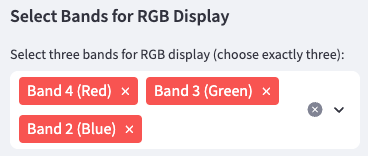 Select Bands for RGB Display
Select three bands for RGB display (choose exactly three):
Band 4 (Red) × Band 3 (Green) ×
Band 2 (Blue) ×